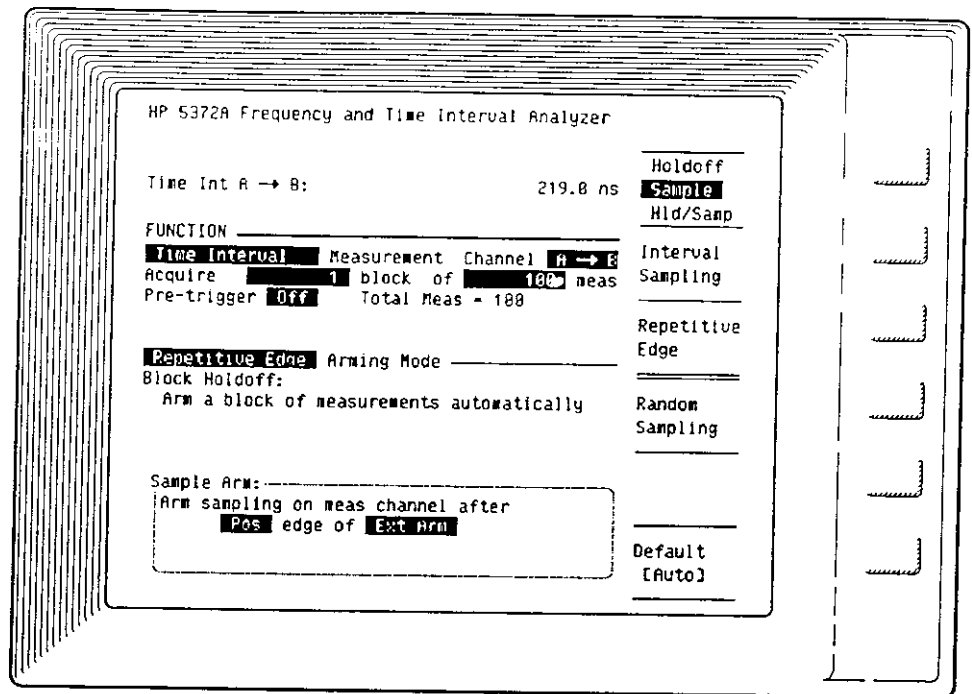 HP 5372A Frequency and Time Interval Analyzer
Time Int A → B: 219.8 ns
FUNCTION
Time Interval Measurement Channel A → B
Acquire 1 block of 100 meas
Pre-trigger Off Total Meas = 100
Repetitive Edge Arming Mode
Block Holdoff:
Arm a block of measurements automatically
Sample Arm:
Arm sampling on meas channel after
Pos edge of Ext Arm
Holdoff
Sample
Hld/Samp
Interval
Sampling
Repetitive
Edge
Random
Sampling
Default
[Auto]